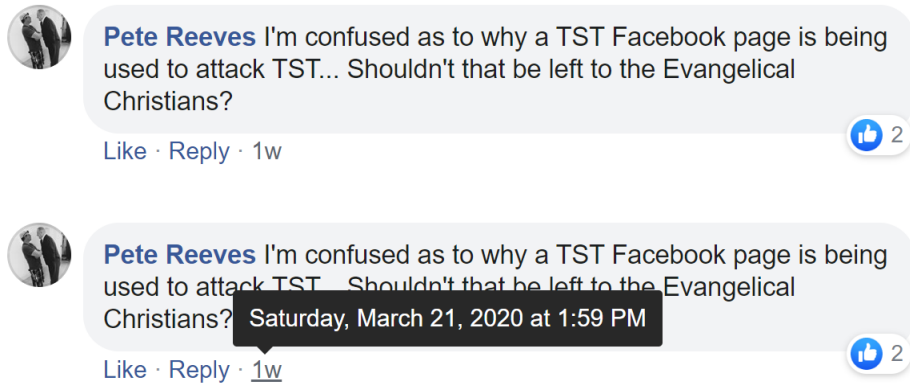 Pete Reeves I'm confused as to why a TST Facebook page is being
used to attack TST... Shouldn't that be left to the Evangelical
Christians?
2
Like · Reply · 1w
Pete Reeves I'm confused as to why a TST Facebook page is being
used to attack TST... Shouldn't that be left to the Evangelical
Christians?
Saturday, March 21, 2020 at 1:59 PM
2
Like · Reply · 1w